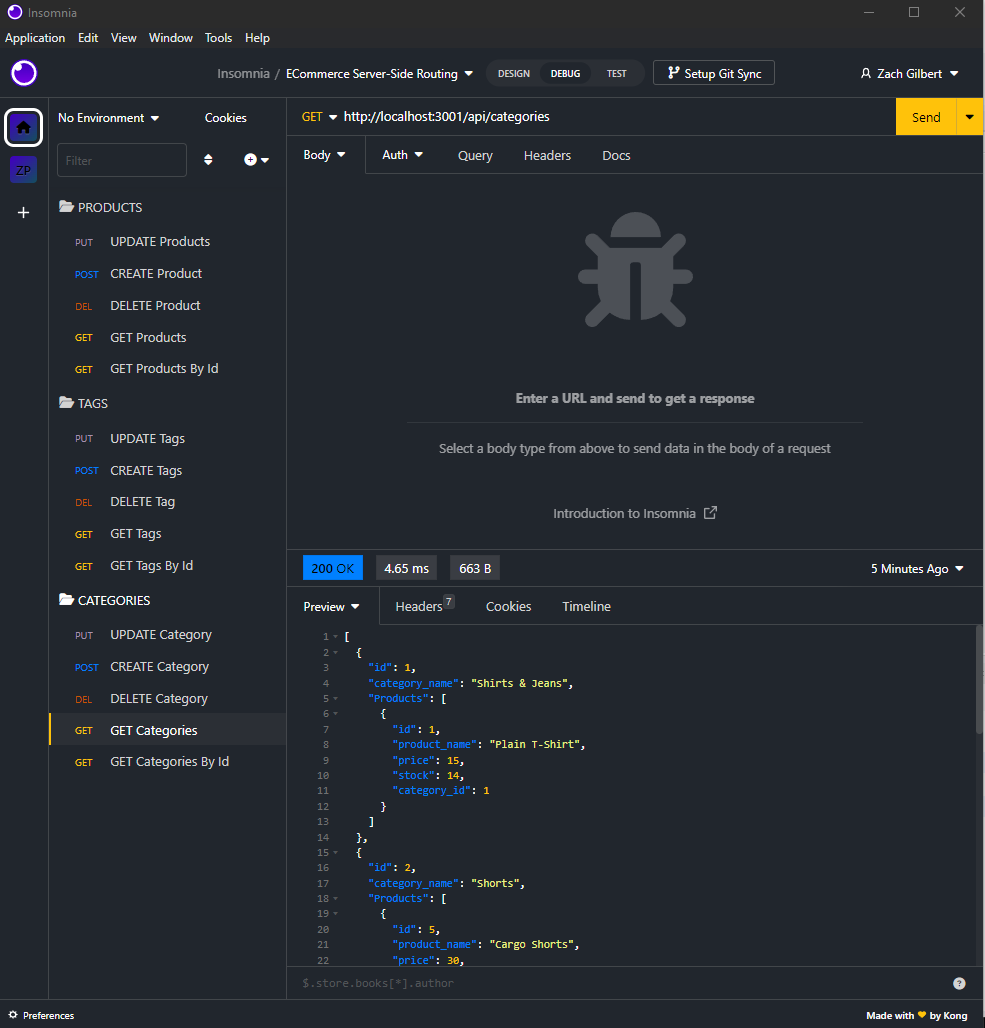 Insomnia
Application Edit View Window Tools Help
Insomnia / ECommerce Server-Side Routing DESIGN DEBUG TEST Setup Git Sync Zach Gilbert
No Environment Cookies
GET http://localhost:3001/api/categories Send
Filter
Body Auth Query Headers Docs
ZP
PRODUCTS
PUT UPDATE Products
POST CREATE Product
DEL DELETE Product
GET GET Products
GET GET Products By Id
TAGS
PUT UPDATE Tags
POST CREATE Tags
DEL DELETE Tag
GET GET Tags
GET GET Tags By Id
CATEGORIES
PUT UPDATE Category
POST CREATE Category
DEL DELETE Category
GET GET Categories
GET GET Categories By Id
Enter a URL and send to get a response
Select a body type from above to send data in the body of a request
Introduction to Insomnia
200 OK 4.65 ms 663 B 5 Minutes Ago
Preview Headers 7 Cookies Timeline
1 [
2 {
3 "id": 1,
4 "category_name": "Shirts & Jeans",
5 "Products": [
6 {
7 "id": 1,
8 "product_name": "Plain T-Shirt",
9 "price": 15,
10 "stock": 14,
11 "category_id": 1
12 }
13 ]
14 },
15 {
16 "id": 2,
17 "category_name": "Shorts",
18 "Products": [
19 {
20 "id": 5,
21 "product_name": "Cargo Shorts",
22 "price": 30,
$.store.books[*].author ?
Preferences Made with by Kong